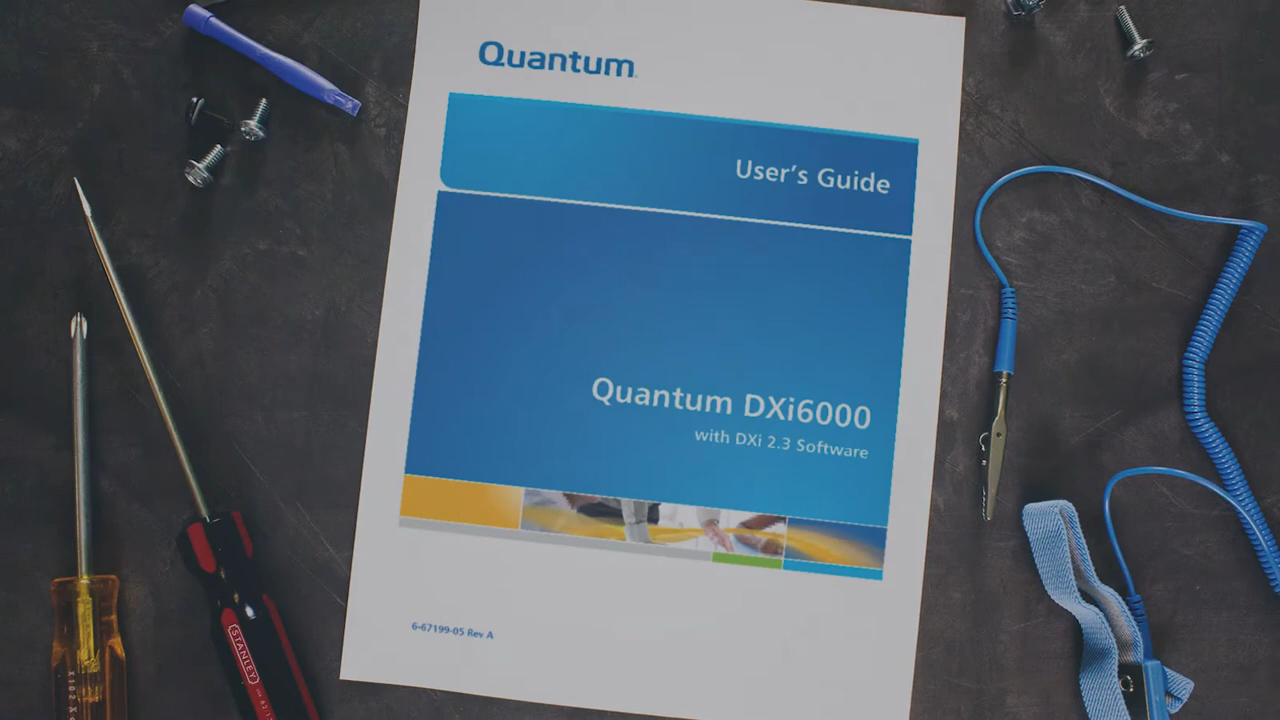 Quantum
User's Guide
Quantum DXi6000
with DXi 2.3 Software
6-67199-05 Rev A
STANLEY